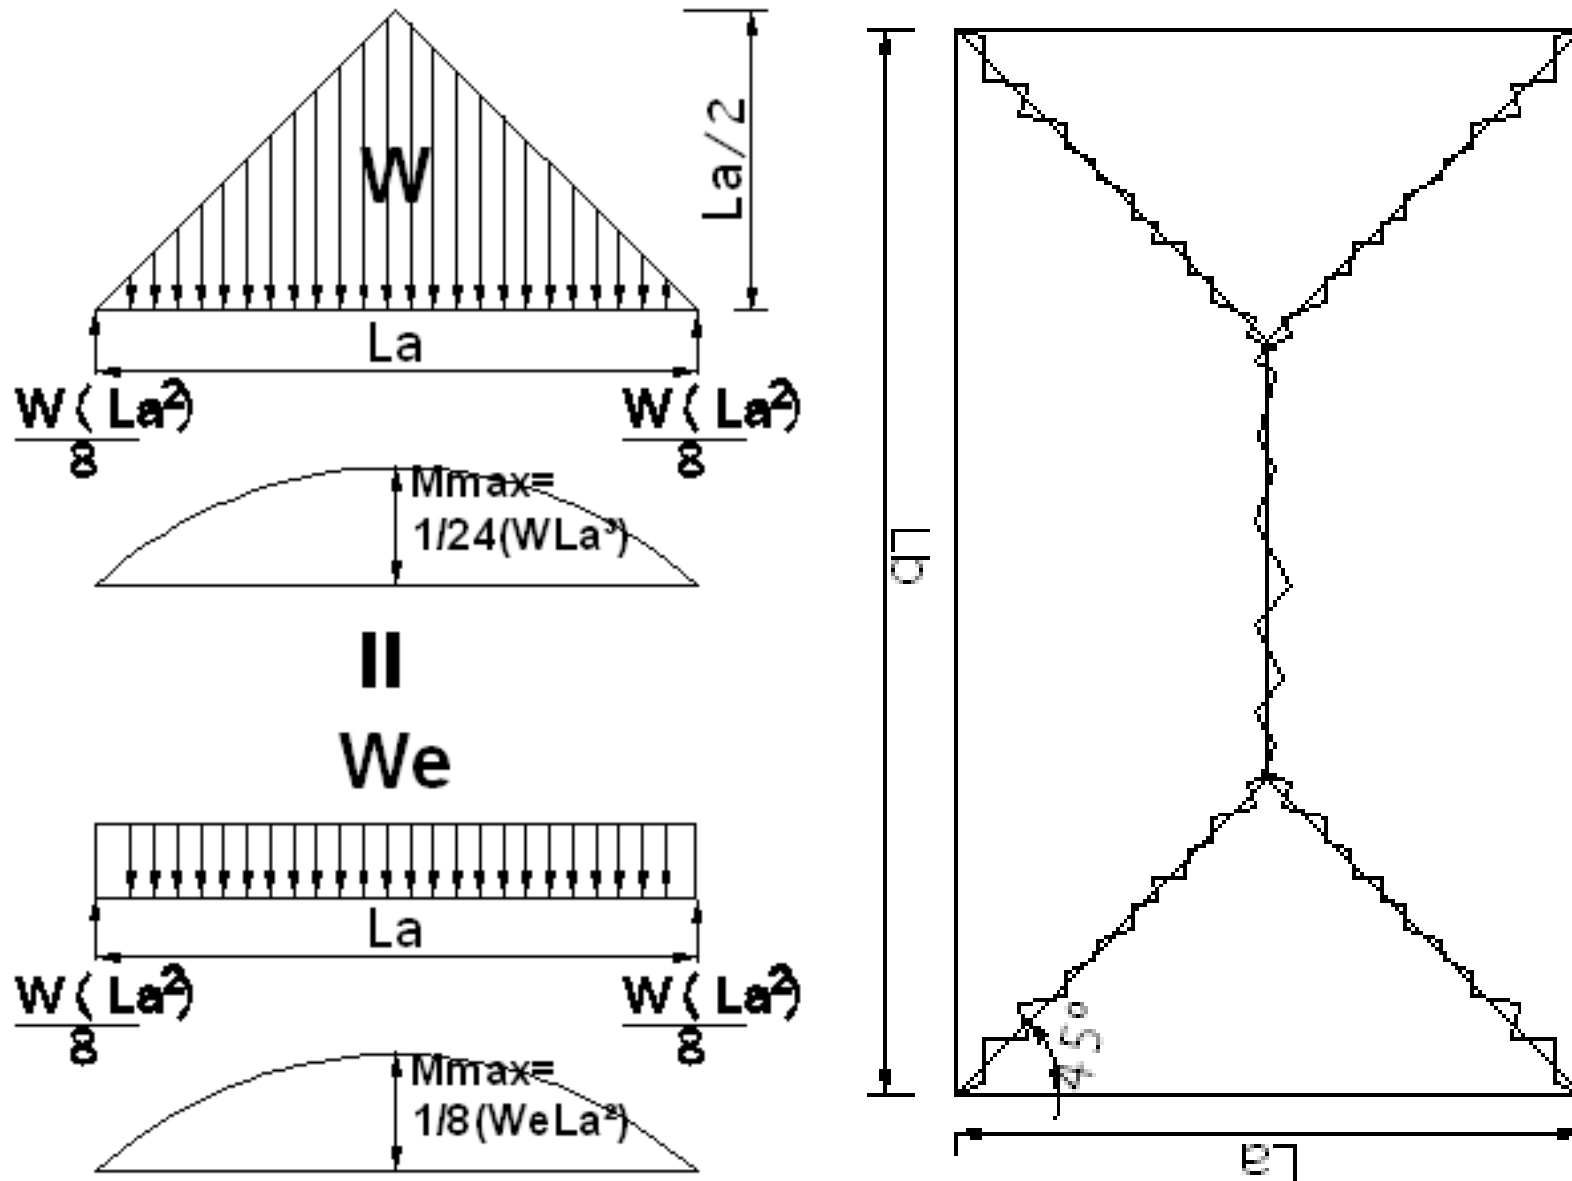 W
La/2
La
W( La²)
8
W( La²)
8
Mmax=
1/24(WLa³)
=
We
La
W( La²)
8
W( La²)
8
Mmax=
1/8(WeLa²)
Lb
45°
La